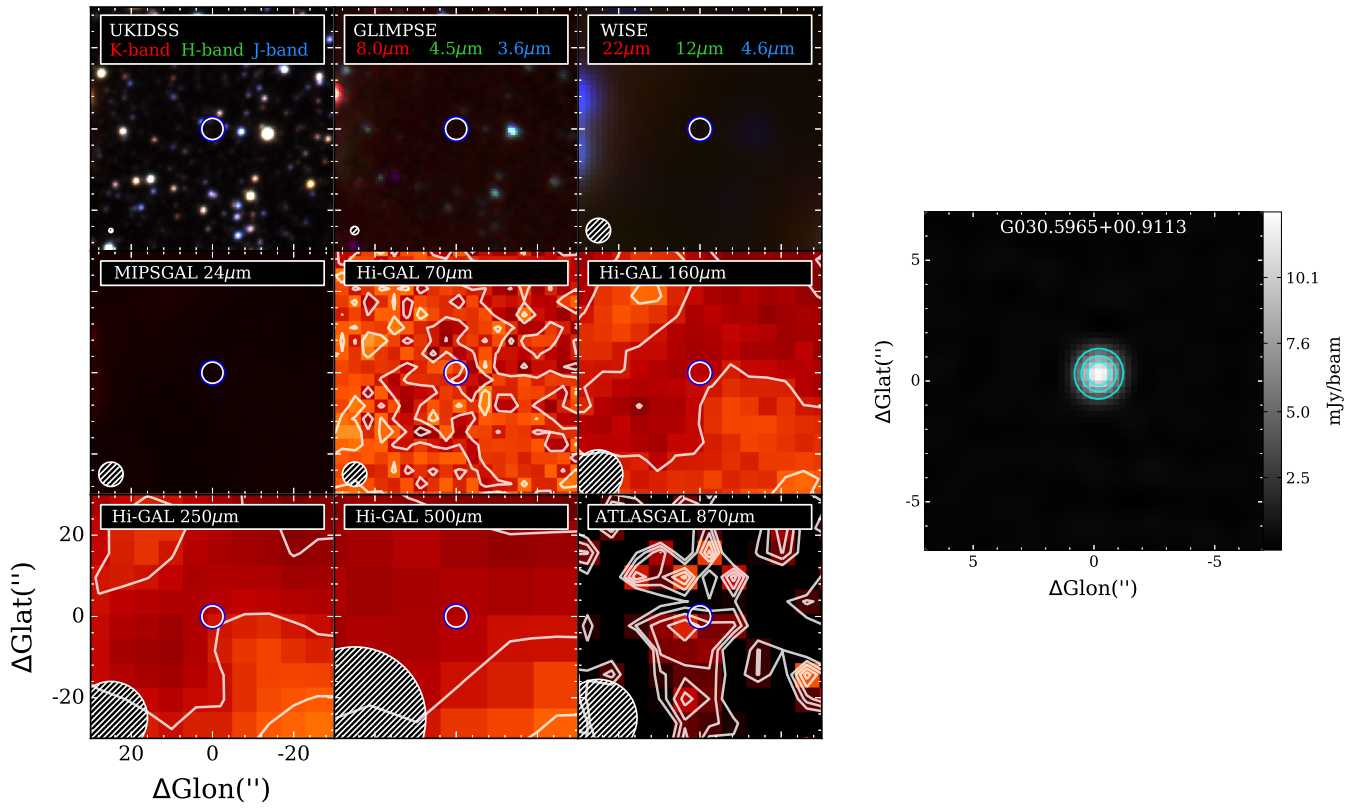 UKIDSS
K-band H-band J-band
GLIMPSE
8.0μm 4.5μm 3.6μm
WISE
22μm 12μm 4.6μm
MIPSGAL 24μm
Hi-GAL 70μm
Hi-GAL 160μm
Hi-GAL 250μm
Hi-GAL 500μm
ATLASGAL 870μm
20
0
-20
ΔGlat('')
20 0 -20
ΔGlon('')
G030.5965+00.9113
5
0
-5
ΔGlat('')
5 0 -5
ΔGlon('')
10.1
7.6
5.0
2.5
mJy/beam